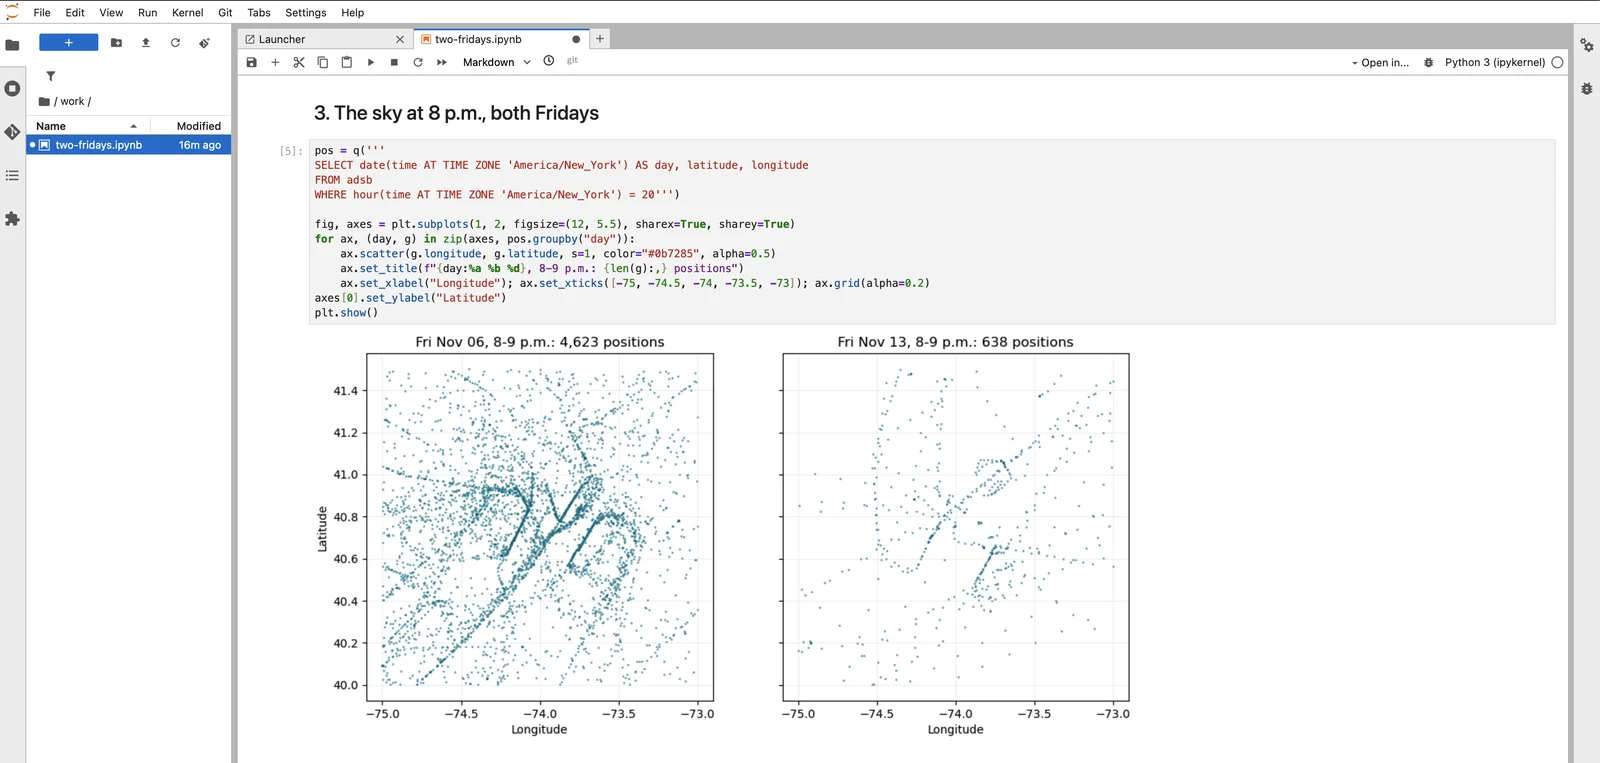 File Edit View Run Kernel Git Tabs Settings Help
Launcher
two-fridays.ipynb
Markdown
git
Open in...
Python 3 (ipykernel)
/ work /
Name Modified
two-fridays.ipynb 16m ago
3. The sky at 8 p.m., both Fridays
[5]:
pos = q('''
SELECT date(time AT TIME ZONE 'America/New_York') AS day, latitude, longitude
FROM adsb
WHERE hour(time AT TIME ZONE 'America/New_York') = 20''')
fig, axes = plt.subplots(1, 2, figsize=(12, 5.5), sharex=True, sharey=True)
for ax, (day, g) in zip(axes, pos.groupby("day")):
    ax.scatter(g.longitude, g.latitude, s=1, color="#0b7285", alpha=0.5)
    ax.set_title(f"{day:%a %b %d}, 8–9 p.m.: {len(g):,} positions")
    ax.set_xlabel("Longitude"); ax.set_xticks([-75, -74.5, -74, -73.5, -73]); ax.grid(alpha=0.2)
axes[0].set_ylabel("Latitude")
plt.show()
Fri Nov 06, 8–9 p.m.: 4,623 positions
41.4
41.2
41.0
40.8
40.6
40.4
40.2
40.0
Latitude
−75.0 −74.5 −74.0 −73.5 −73.0
Longitude
Fri Nov 13, 8–9 p.m.: 638 positions
−75.0 −74.5 −74.0 −73.5 −73.0
Longitude